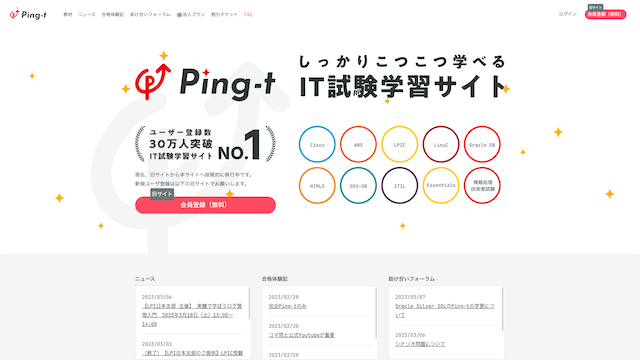 Ping-t
教材 ニュース 合格体験記 助け合いフォーラム 法人プラン 割引チケット FAQ
ログイン
旧サイト
会員登録（無料）
Ping-t
しっかりこつこつ学べる
IT試験学習サイト
ユーザー登録数
30万人突破
IT試験学習サイト
NO.1
現在、旧サイトから本サイトへ段階的に移行中です。
新規ユーザ登録は以下の旧サイトでお願いします。
旧サイト
会員登録（無料）
Cisco
AWS
LPIC
LinuC
Oracle DB
HTML5
OSS-DB
ITIL
Essentials
情報処理
技術者試験
ニュース
2023/03/06
【LPI日本支部 主催】 実機で学ぼうログ管
理入門 2023年3月18日（土）13:00～
14:00
2023/03/01
（終了）【LPI日本支部のご提供】LPIC受験
合格体験記
2023/02/28
完全Ping-tのみ
2023/02/28
コマ問と公式Youtubeが重要
2023/02/28
助け合いフォーラム
2023/03/07
Oracle Silver SQLのPing-tの学習につ
いて
2023/03/06
シナリオ問題について